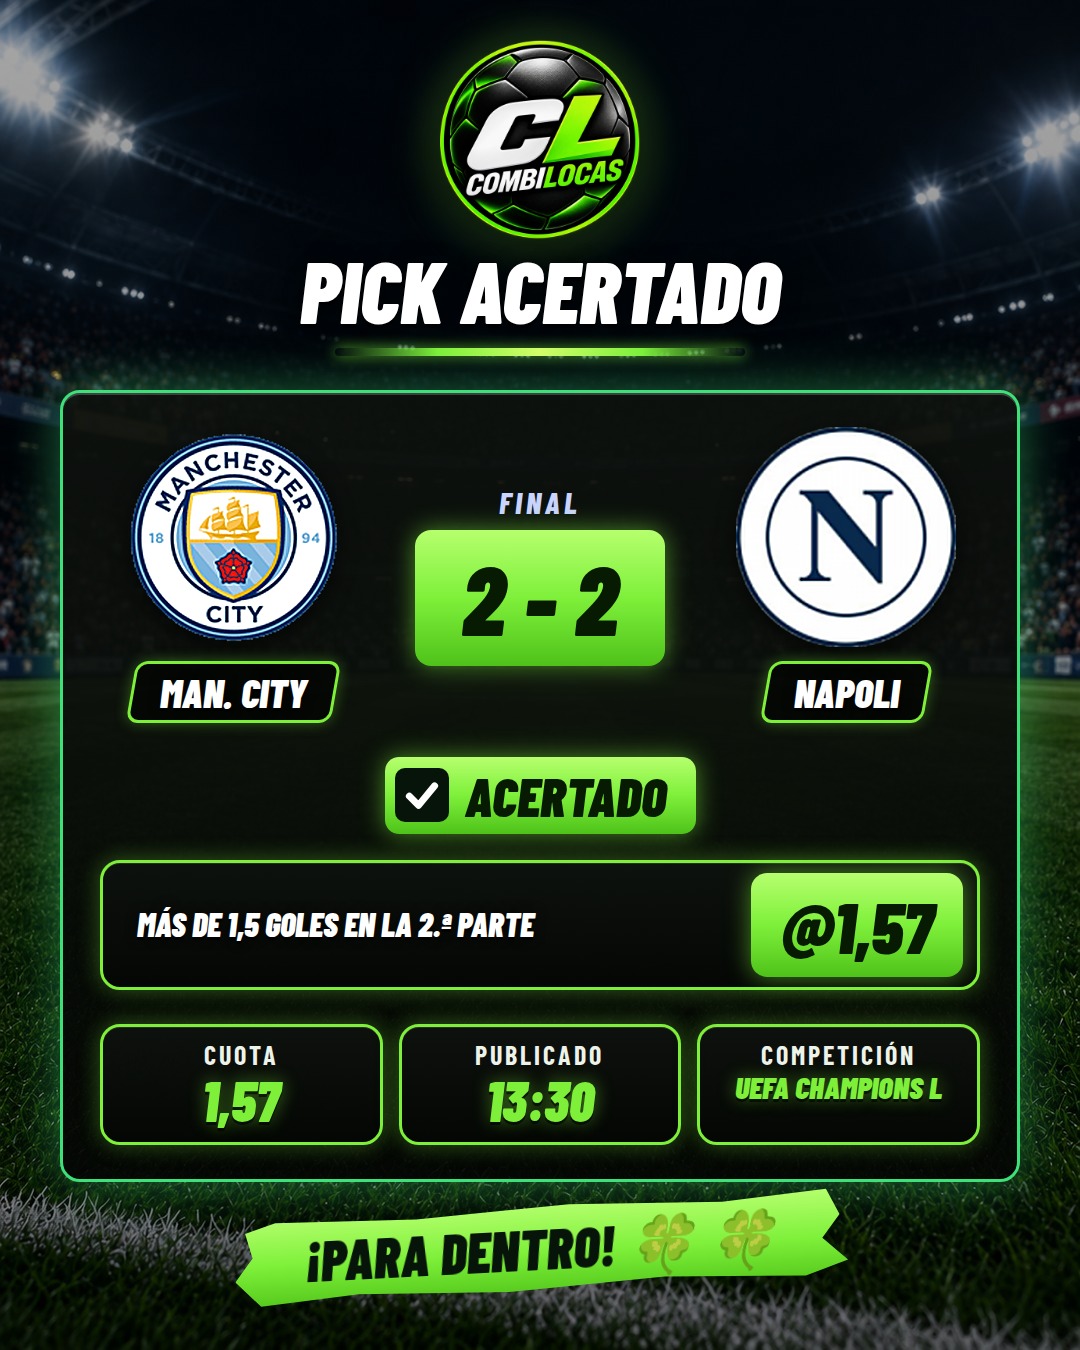 CL
COMBILOCAS
PICK ACERTADO
MANCHESTER
18 94
CITY
FINAL
2 - 2
N
MAN. CITY
NAPOLI
ACERTADO
MÁS DE 1,5 GOLES EN LA 2.ª PARTE
@1,57
CUOTA
1,57
PUBLICADO
13:30
COMPETICIÓN
UEFA CHAMPIONS L
¡PARA DENTRO! 🍀 🍀